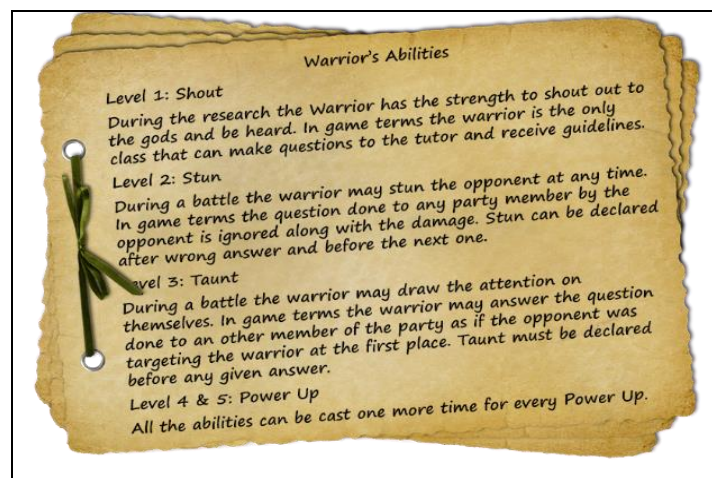 Warrior's Abilities
Level 1: Shout
During the research the Warrior has the strength to shout out to
the gods and be heard. In game terms the warrior is the only
class that can make questions to the tutor and receive guidelines.
Level 2: Stun
During a battle the warrior may stun the opponent at any time.
In game terms the question done to any party member by the
opponent is ignored along with the damage. Stun can be declared
after wrong answer and before the next one.
evel 3: Taunt
During a battle the warrior may draw the attention on
themselves. In game terms the warrior may answer the question
done to an other member of the party as if the opponent was
targeting the warrior at the first place. Taunt must be declared
before any given answer.
Level 4 & 5: Power Up
All the abilities can be cast one more time for every Power Up.